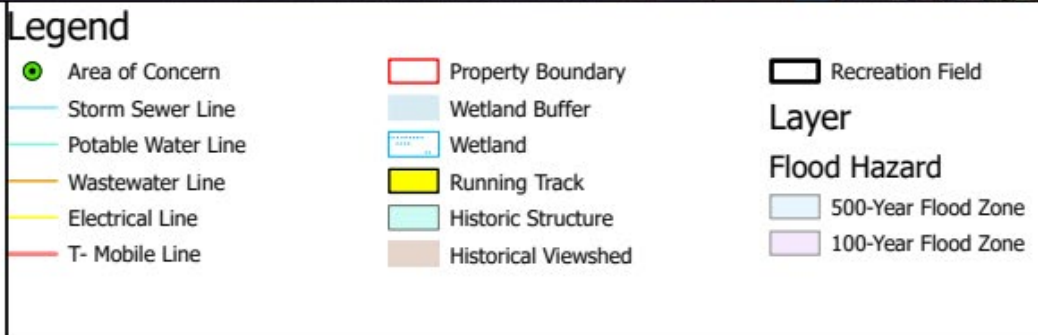 Legend
Area of Concern
Storm Sewer Line
Potable Water Line
Wastewater Line
Electrical Line
T- Mobile Line
Property Boundary
Wetland Buffer
Wetland
Running Track
Historic Structure
Historical Viewshed
Recreation Field
Layer
Flood Hazard
500-Year Flood Zone
100-Year Flood Zone